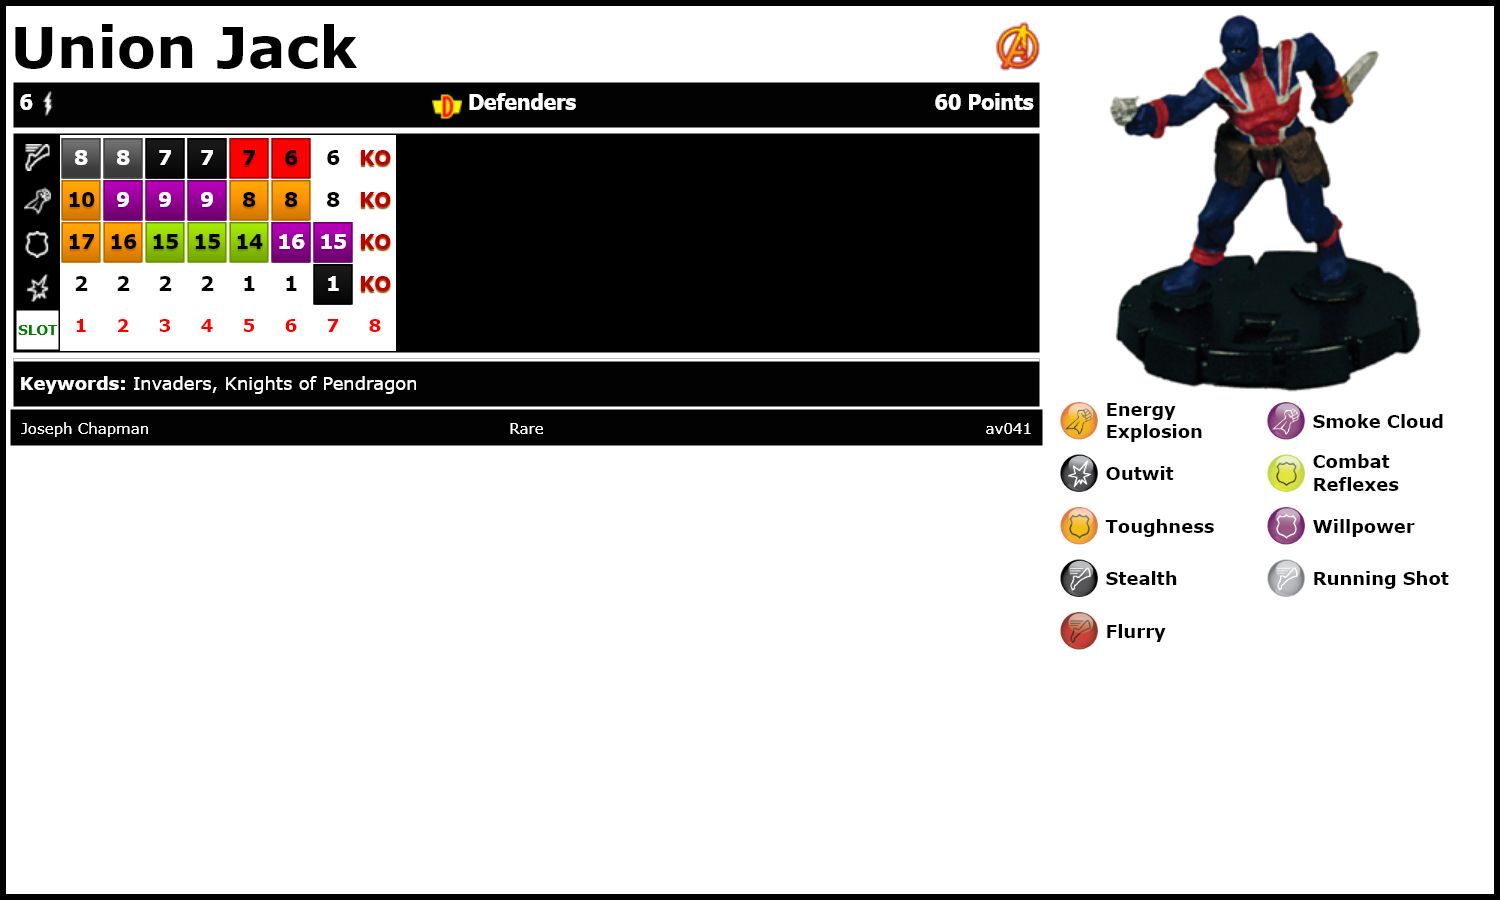 Union Jack
6 Defenders 60 Points
8 8 7 7 7 6 6 KO
10 9 9 9 8 8 8 KO
17 16 15 15 14 16 15 KO
2 2 2 2 1 1 1 KO
SLOT 1 2 3 4 5 6 7 8
Keywords: Invaders, Knights of Pendragon
Joseph Chapman Rare av041
Energy
Explosion
Smoke Cloud
Outwit
Combat
Reflexes
Toughness
Willpower
Stealth
Running Shot
Flurry